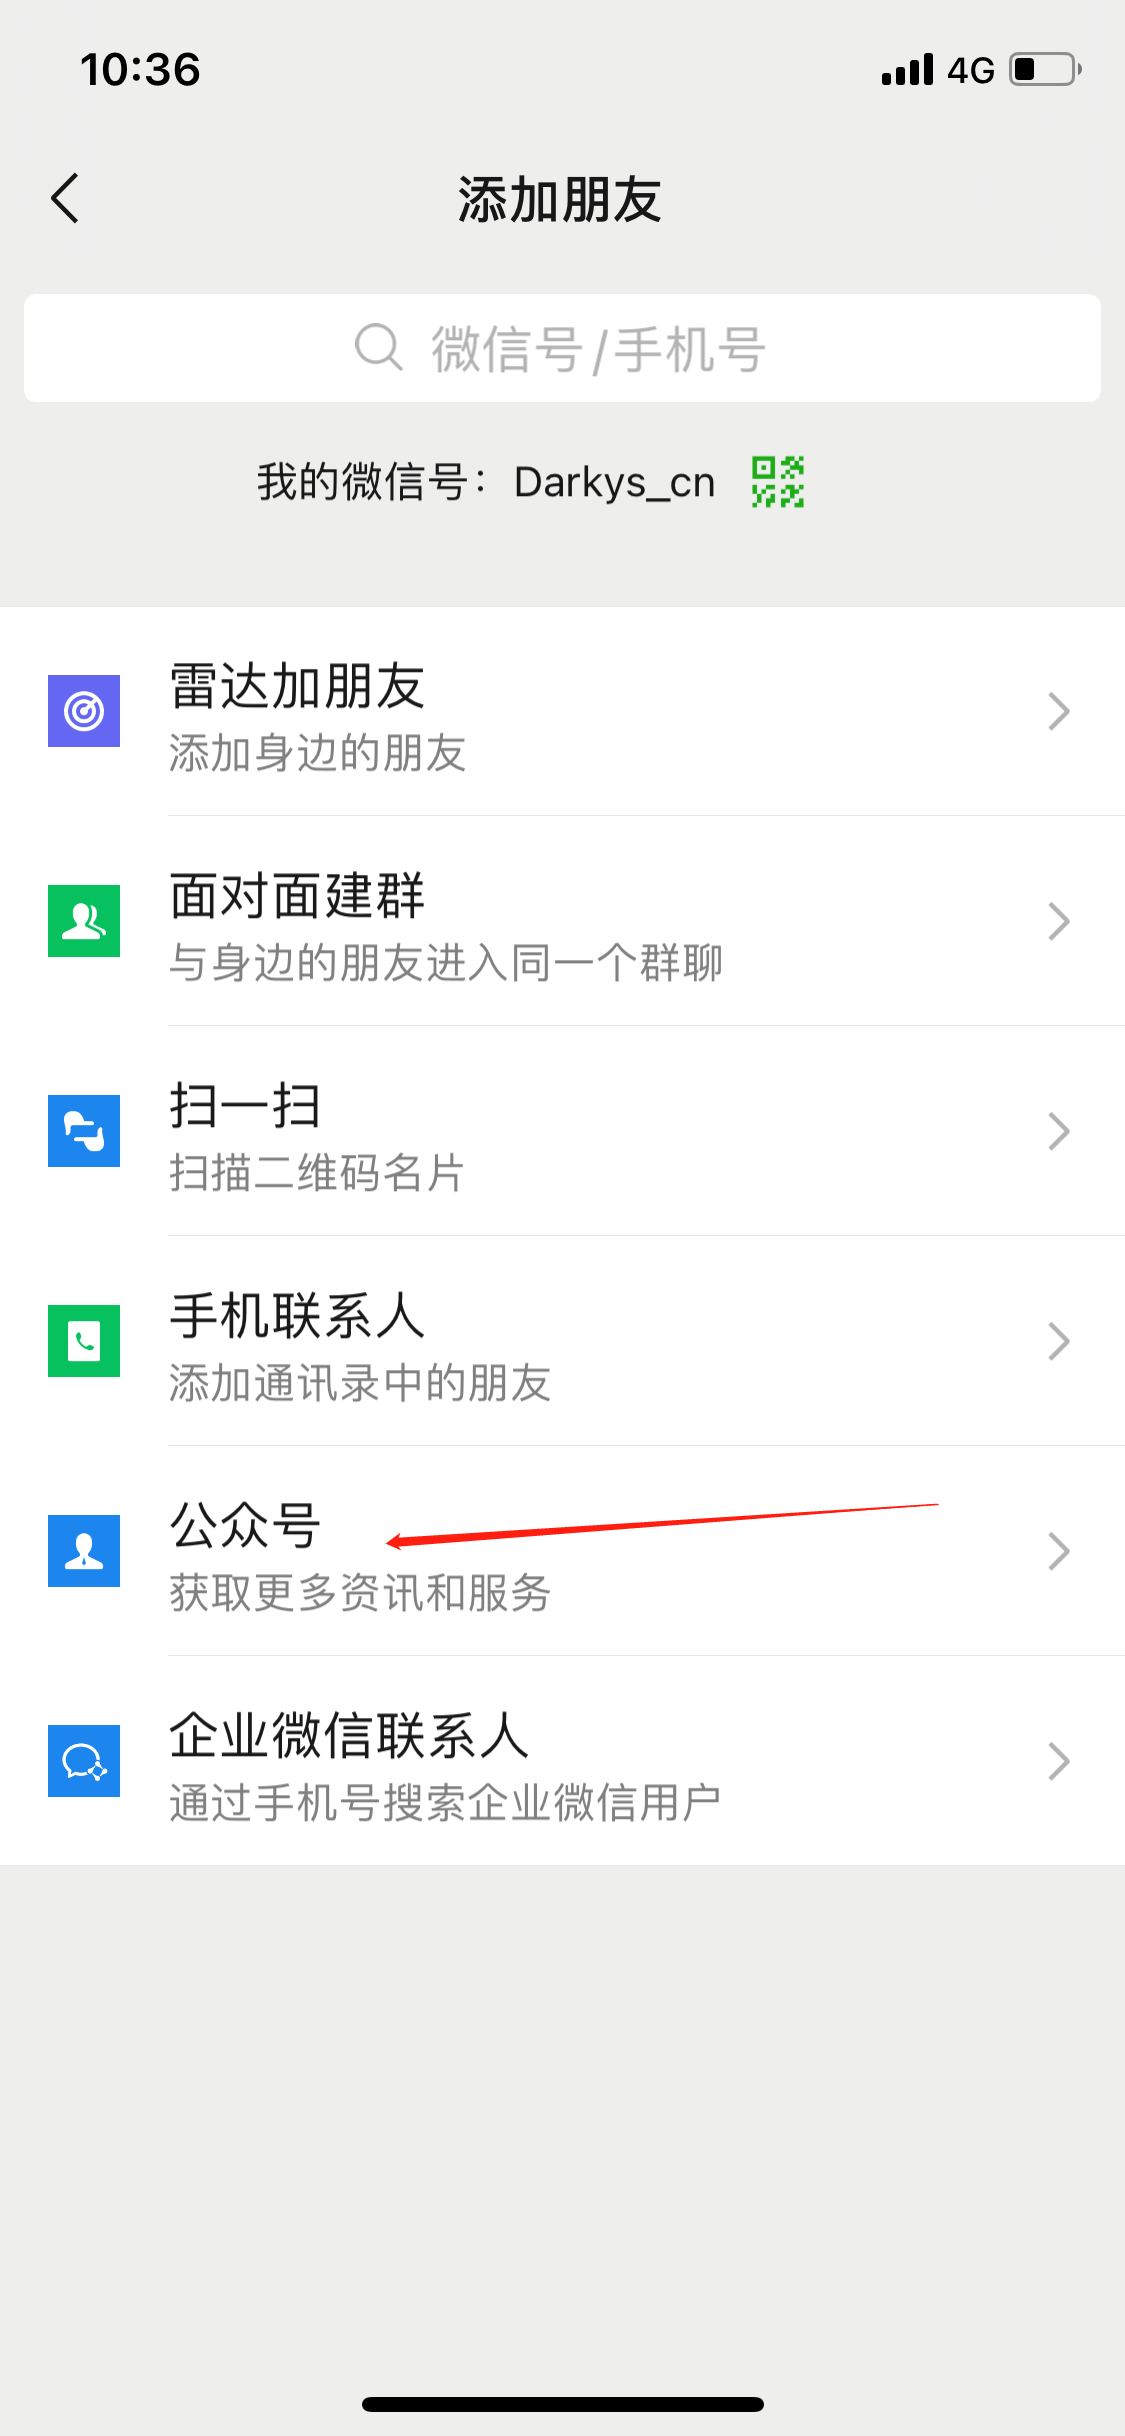 10:36
4G
添加朋友
微信号/手机号
我的微信号：Darkys_cn
雷达加朋友
添加身边的朋友
面对面建群
与身边的朋友进入同一个群聊
扫一扫
扫描二维码名片
手机联系人
添加通讯录中的朋友
公众号
获取更多资讯和服务
企业微信联系人
通过手机号搜索企业微信用户